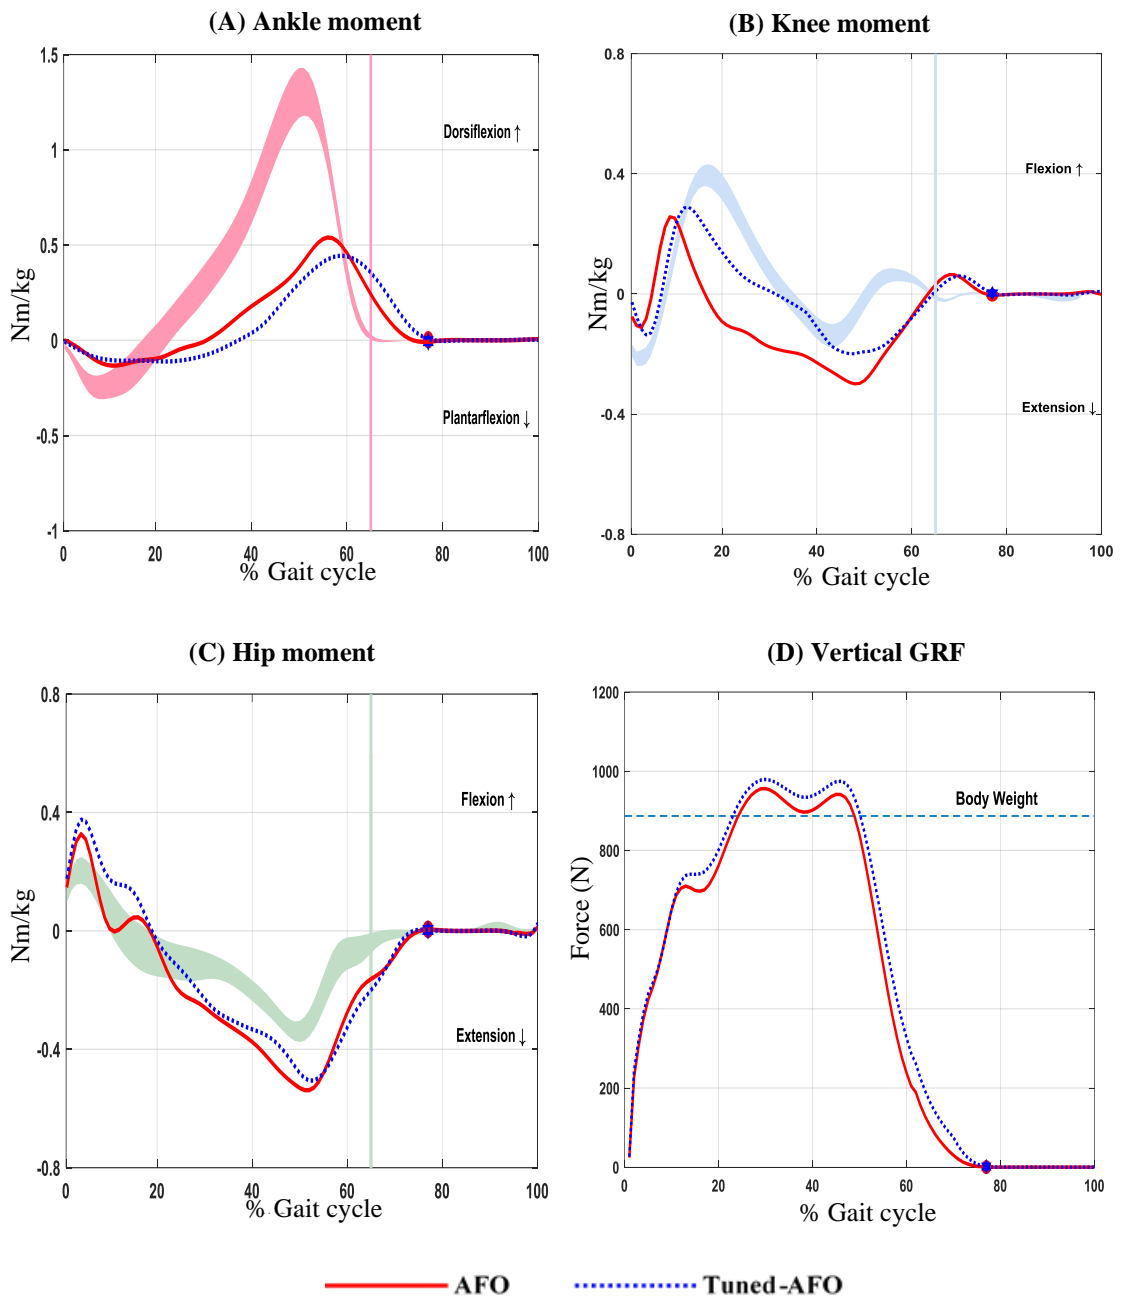 (A) Ankle moment
(B) Knee moment
1.5
1
0.5
0
-0.5
-1
Nm/kg
Dorsiflexion ↑
Plantarflexion ↓
0 20 40 60 80 100
% Gait cycle
0.8
0.4
0
-0.4
-0.8
Nm/kg
Flexion ↑
Extension ↓
0 20 40 60 80 100
% Gait cycle
(C) Hip moment
(D) Vertical GRF
0.8
0.4
0
-0.4
-0.8
Nm/kg
Flexion ↑
Extension ↓
0 20 40 60 80 100
% Gait cycle
1200
1000
800
600
400
200
0
Force (N)
Body Weight
0 20 40 60 80 100
% Gait cycle
AFO
Tuned-AFO